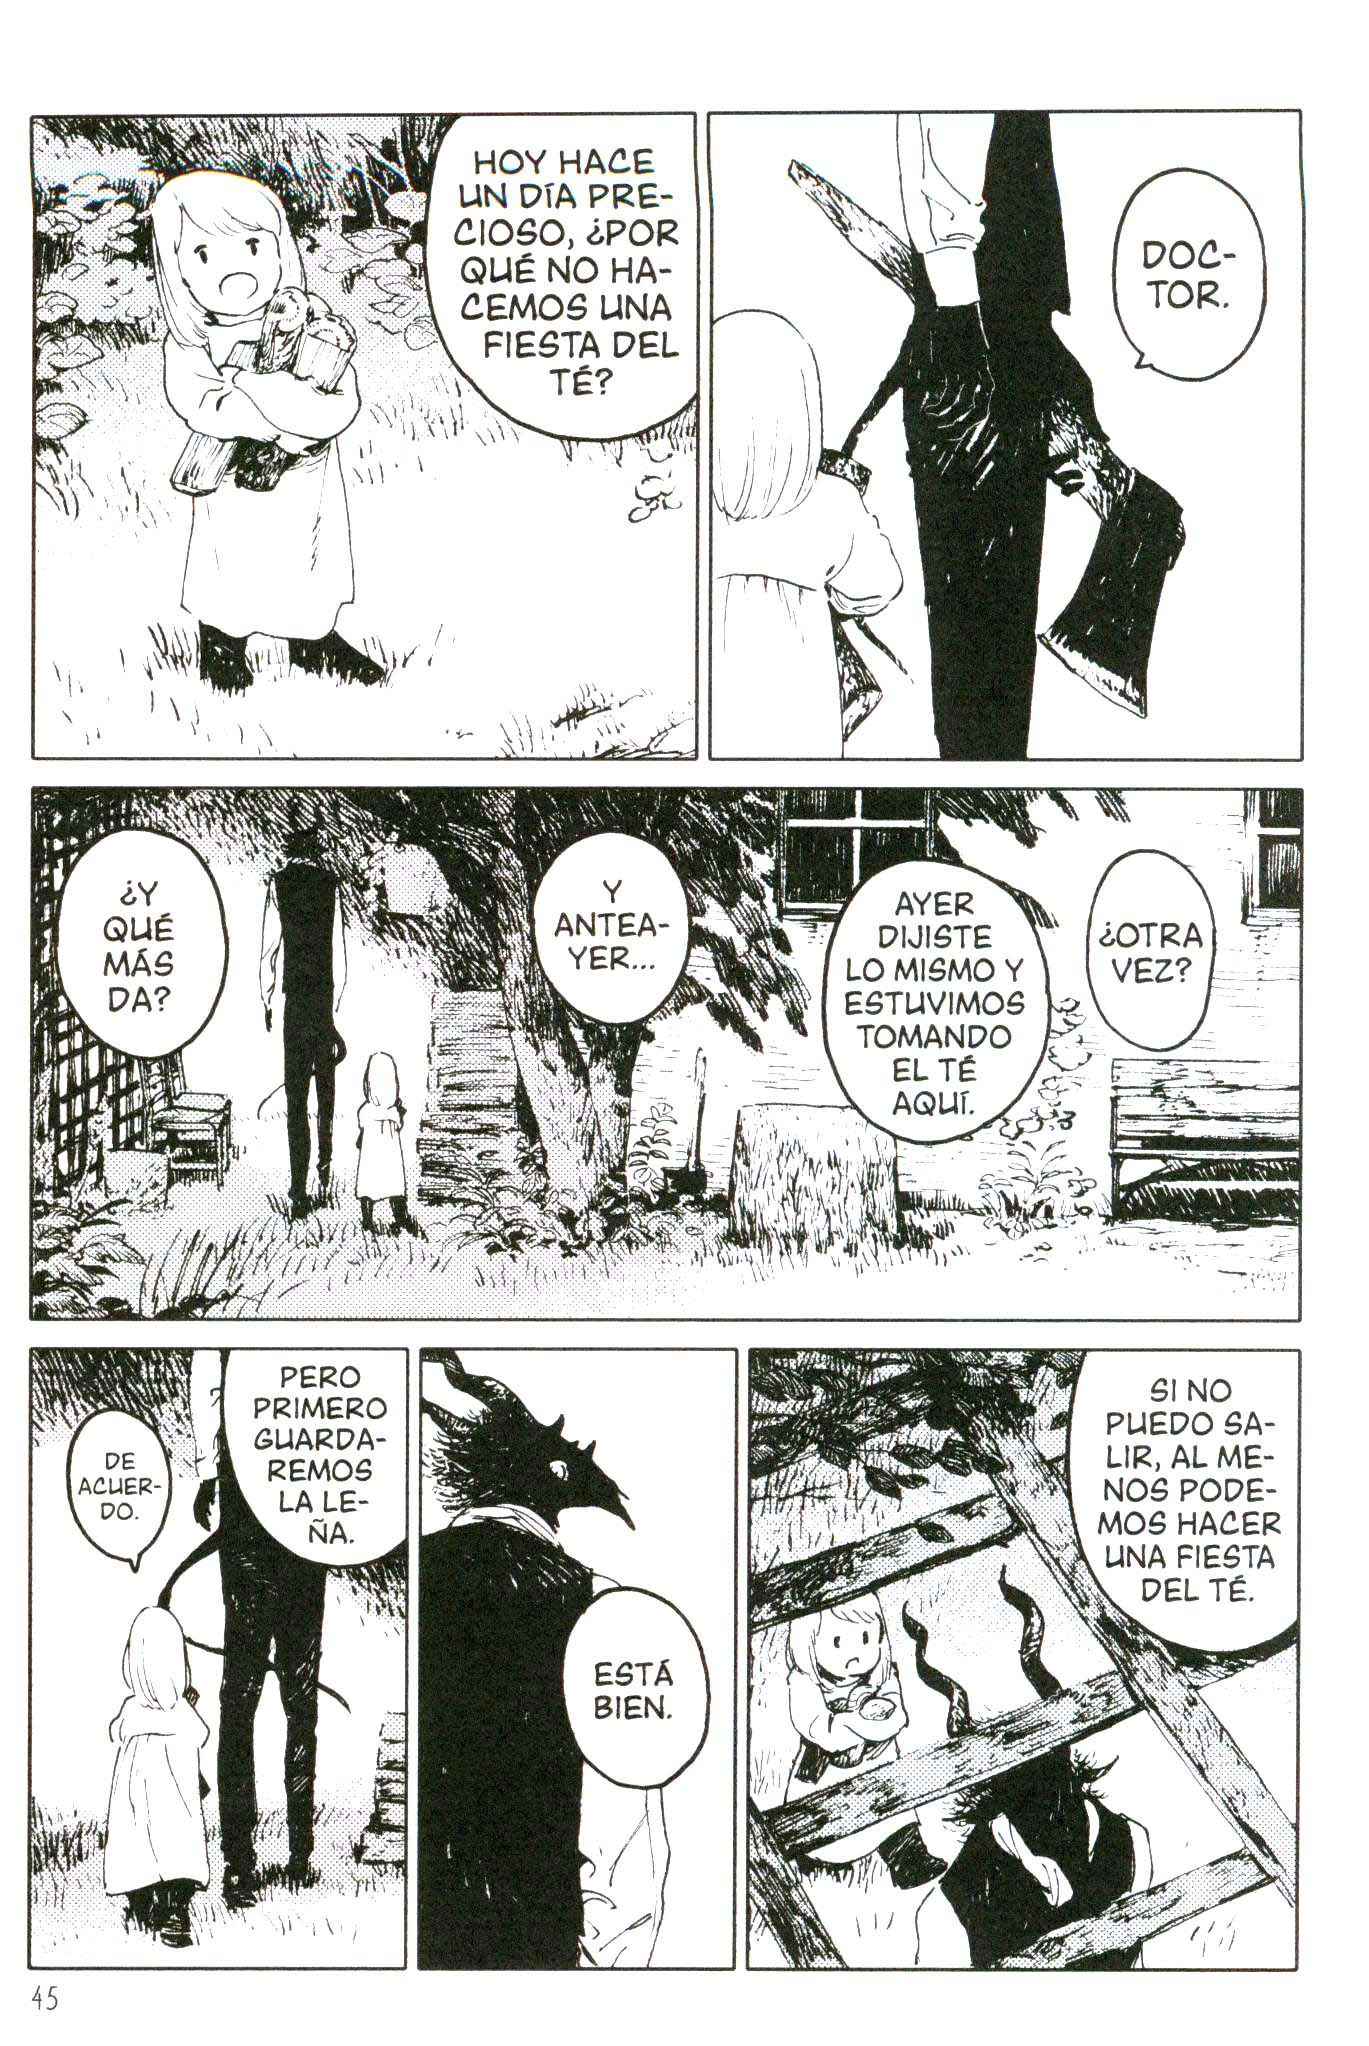 DOC-
TOR.
HOY HACE
UN DÍA PRE-
CIOSO, ¿POR
QUÉ NO HA-
CEMOS UNA
FIESTA DEL
TÉ?
¿OTRA
VEZ?
AYER
DIJISTE
LO MISMO Y
ESTUVIMOS
TOMANDO
EL TÉ
AQUÍ.
Y
ANTEA-
YER...
¿Y
QUÉ
MÁS
DA?
SI NO
PUEDO SA-
LIR, AL ME-
NOS PODE-
MOS HACER
UNA FIESTA
DEL TÉ.
ESTÁ
BIEN.
PERO
PRIMERO
GUARDA-
REMOS
LA LE-
ÑA.
DE
ACUER-
DO.
45